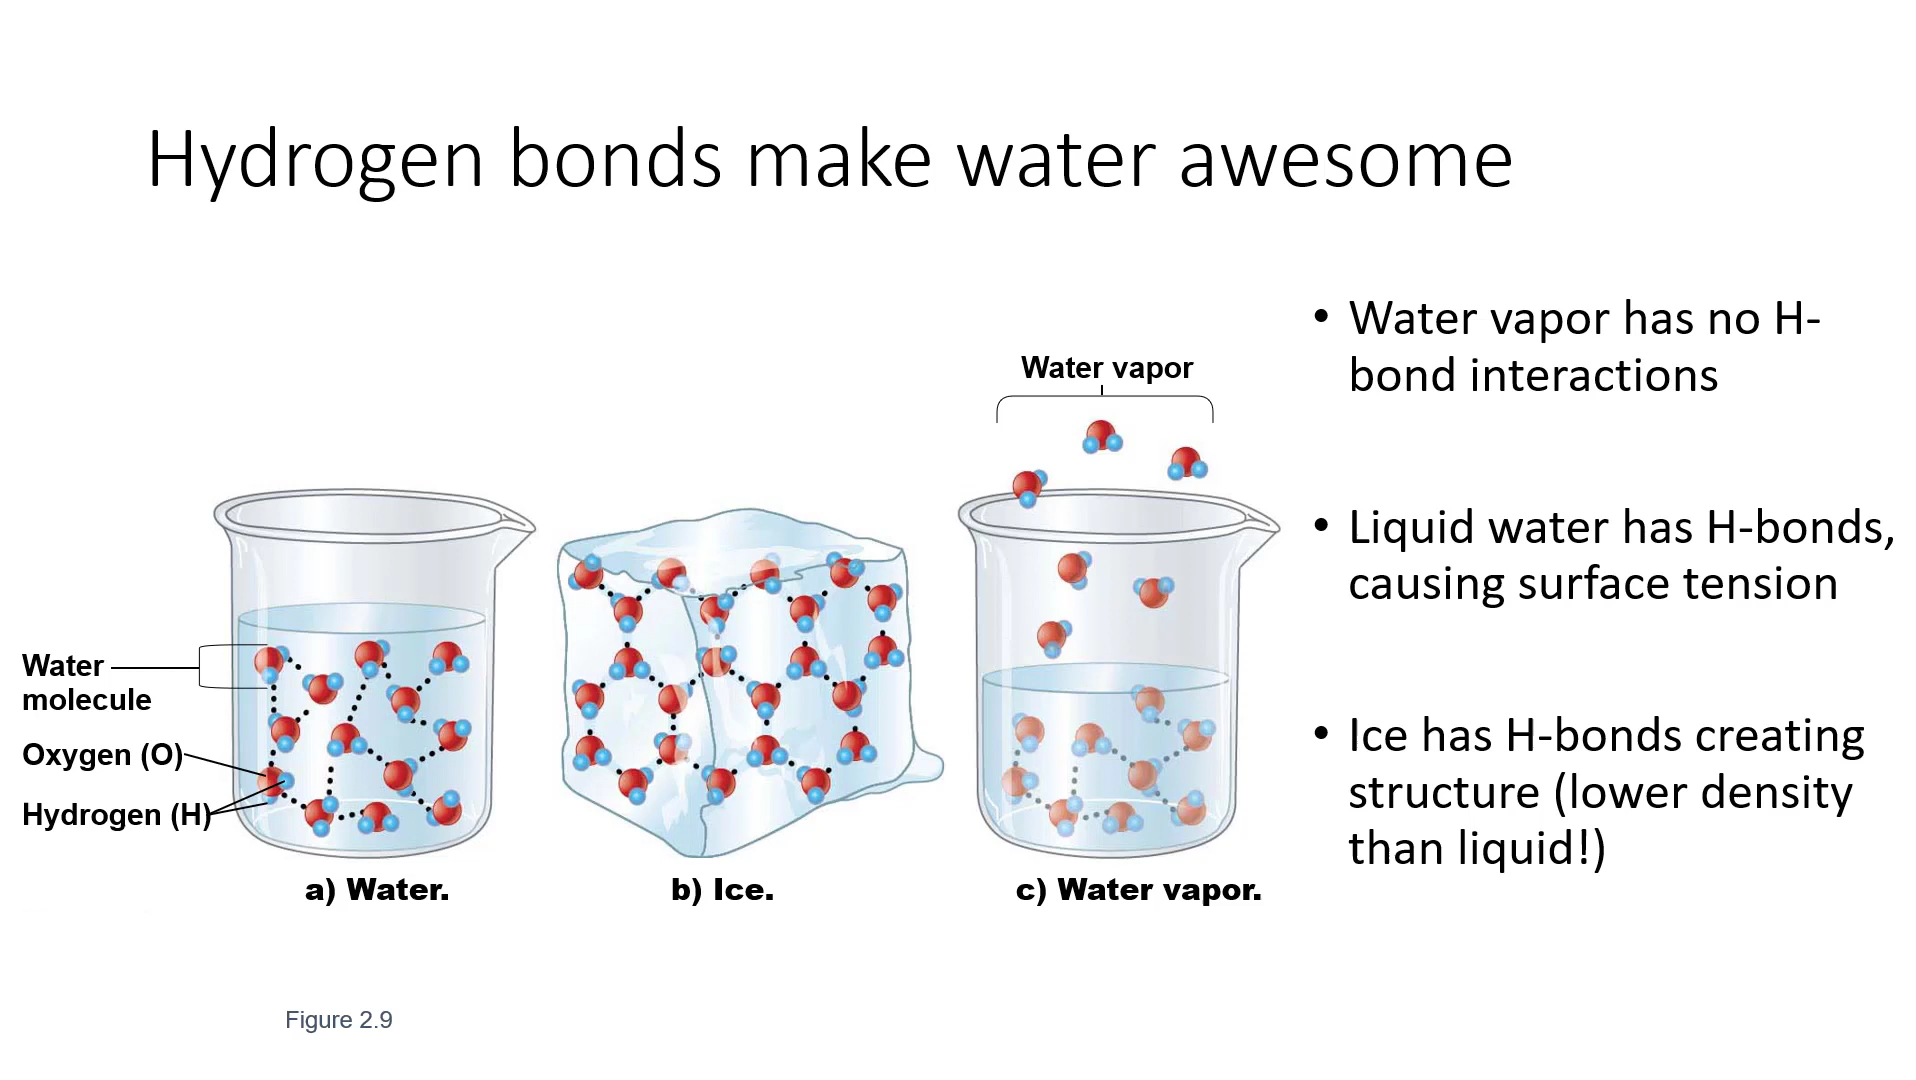 Hydrogen bonds make water awesome
Water vapor
Water
molecule
Oxygen (O)
Hydrogen (H)
a) Water.
b) Ice.
c) Water vapor.
• Water vapor has no H-
bond interactions
• Liquid water has H-bonds,
causing surface tension
• Ice has H-bonds creating
structure (lower density
than liquid!)
Figure 2.9